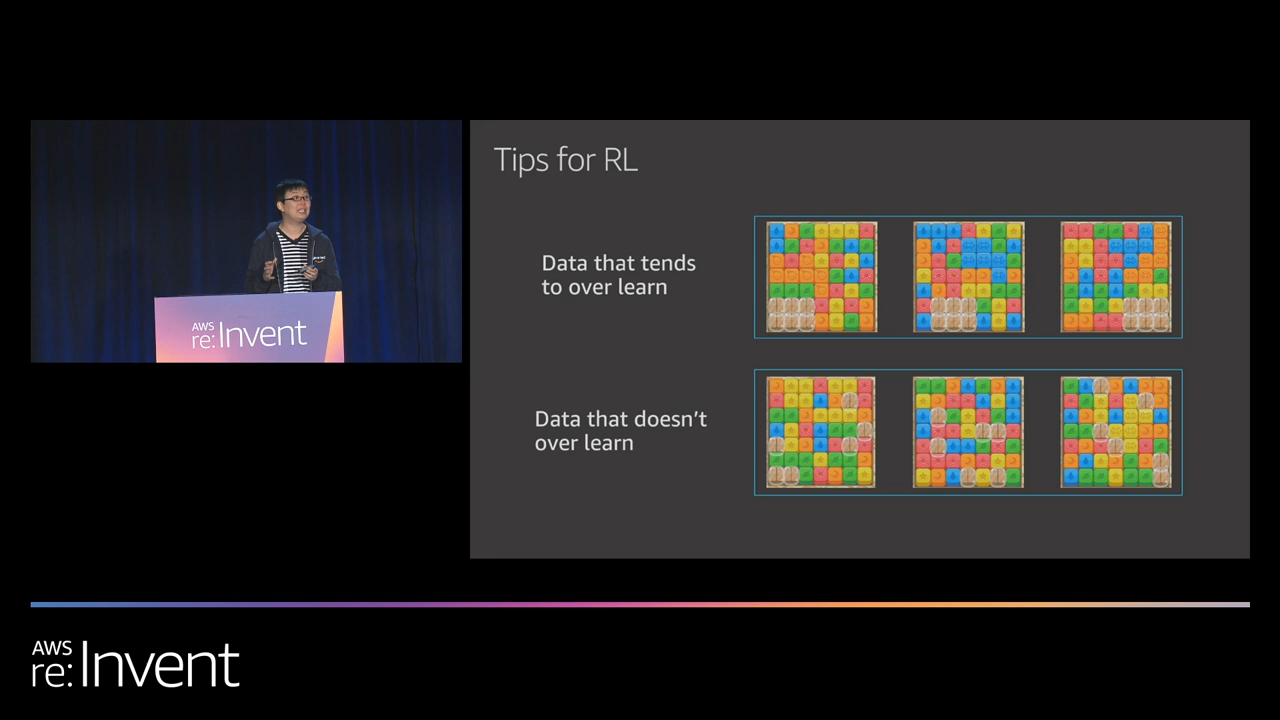 Tips for RL
Data that tends
to over learn
Data that doesn't
over learn
AWS
re:Invent
AWS
re:Invent